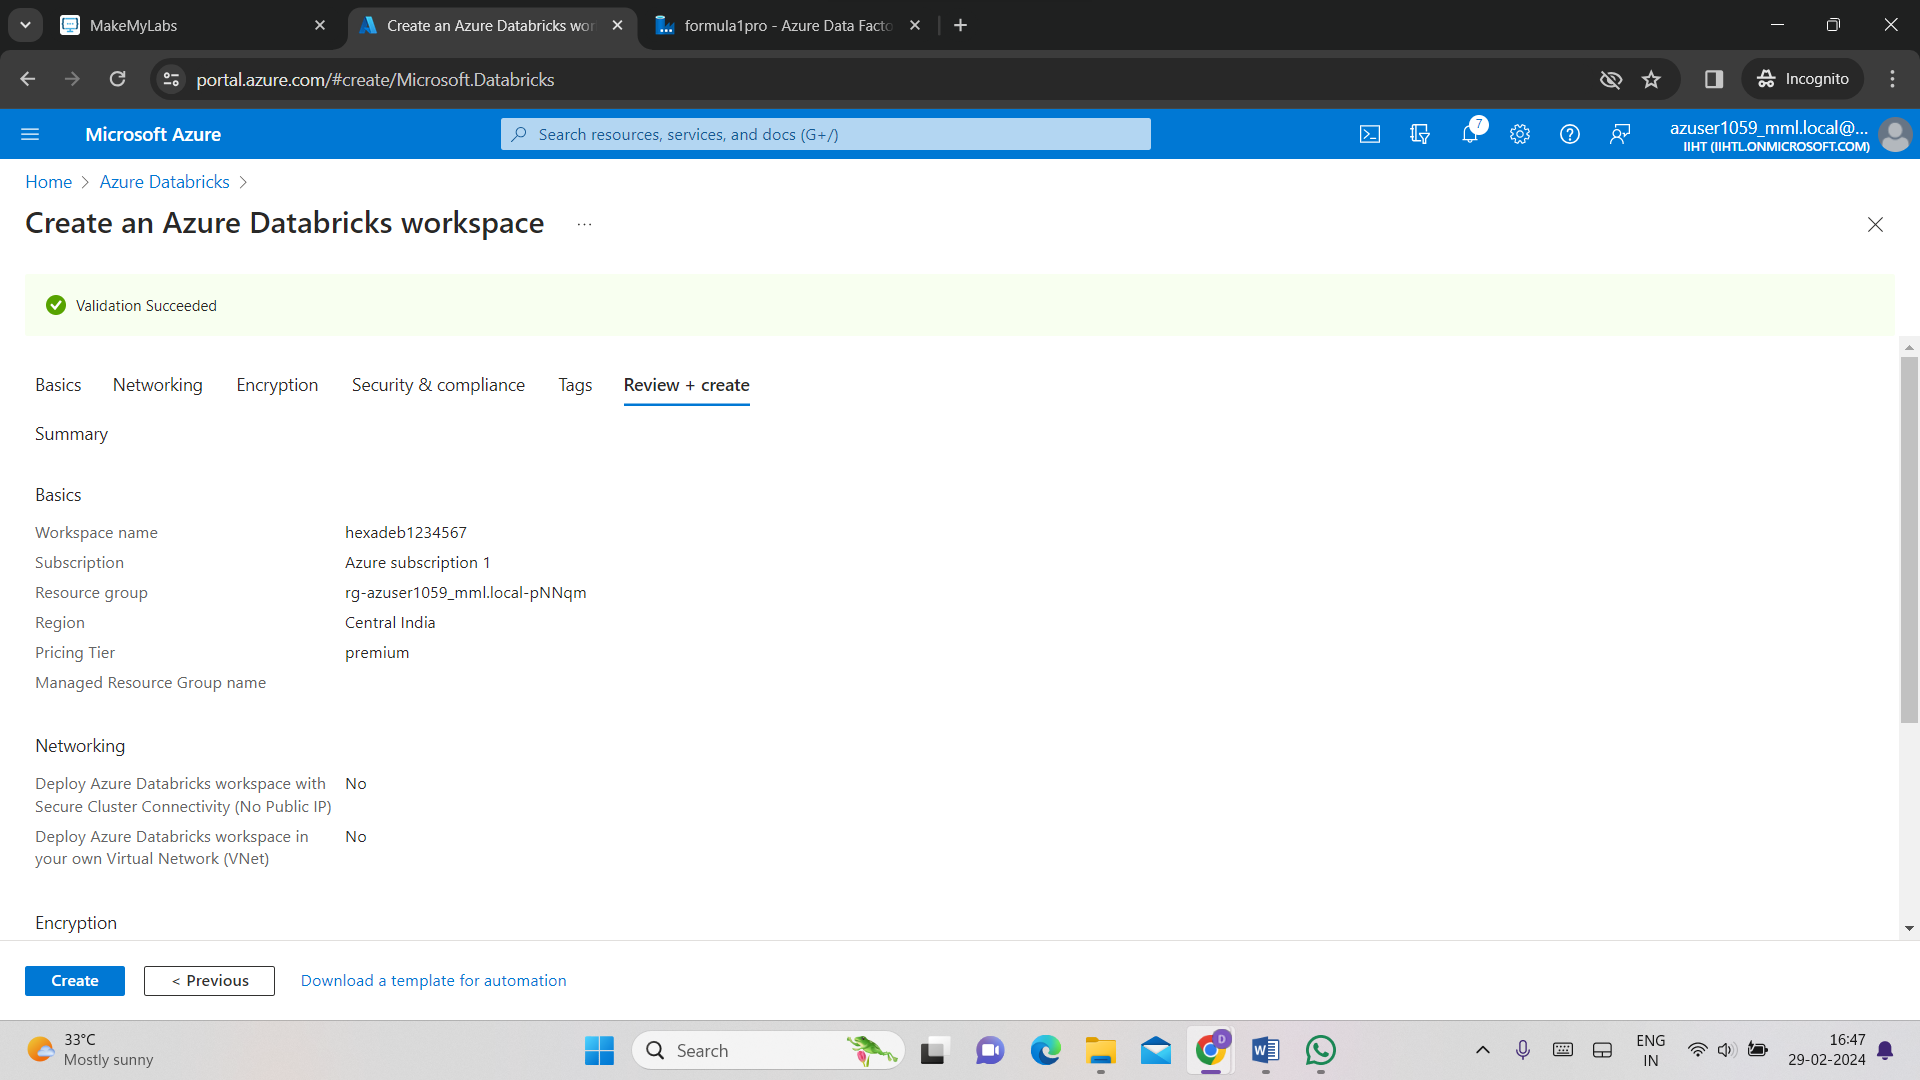 MakeMyLabs
Create an Azure Databricks wor
formula1pro - Azure Data Facto
portal.azure.com/#create/Microsoft.Databricks
Incognito
Microsoft Azure
Search resources, services, and docs (G+/)
7
azuser1059_mml.local@...
IIHT (IIHTL.ONMICROSOFT.COM)
Home > Azure Databricks >
Create an Azure Databricks workspace ...
Validation Succeeded
Basics Networking Encryption Security & compliance Tags Review + create
Summary
Basics
Workspace name hexadeb1234567
Subscription Azure subscription 1
Resource group rg-azuser1059_mml.local-pNNqm
Region Central India
Pricing Tier premium
Managed Resource Group name
Networking
Deploy Azure Databricks workspace with No
Secure Cluster Connectivity (No Public IP)
Deploy Azure Databricks workspace in No
your own Virtual Network (VNet)
Encryption
Create
< Previous
Download a template for automation
33°C
Mostly sunny
Search
D
ENG
IN
16:47
29-02-2024